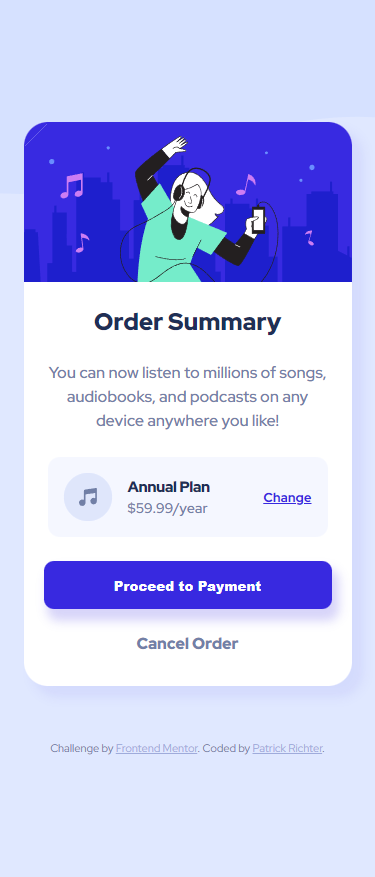 Order Summary
You can now listen to millions of songs,
audiobooks, and podcasts on any
device anywhere you like!
Annual Plan
$59.99/year
Change
Proceed to Payment
Cancel Order
Challenge by Frontend Mentor. Coded by Patrick Richter.